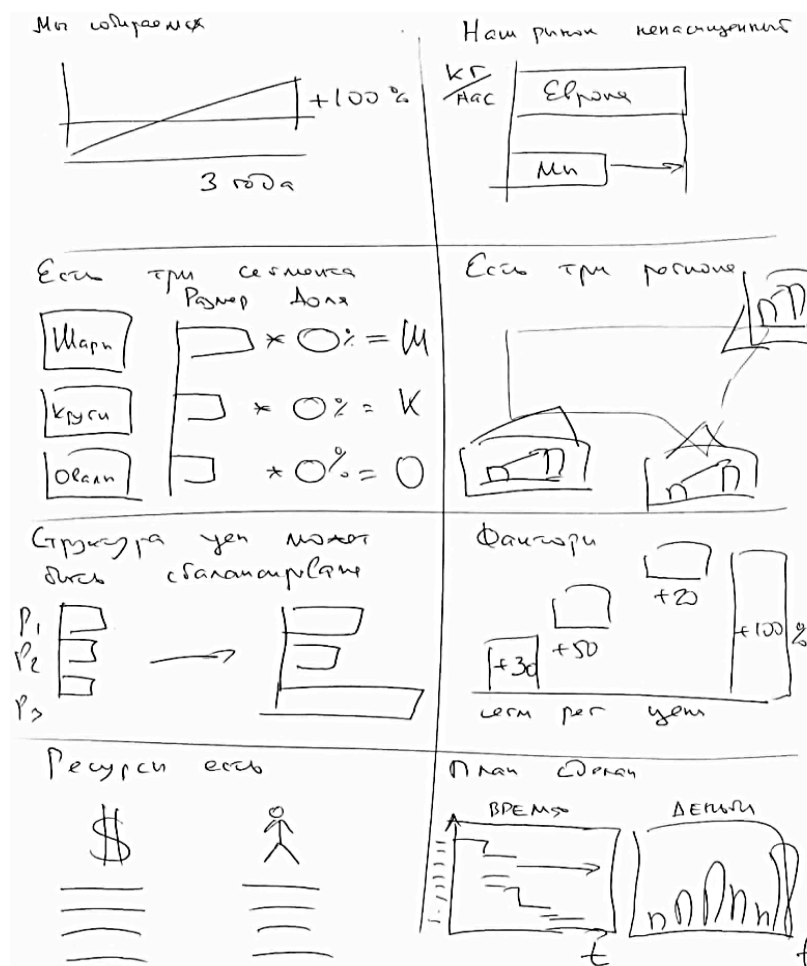 Мы собираемся
+100 %
3 года
Наш рынок ненасыщенный
КГ/НАС
Европа
Мы
Есть три сегмента
Размер Доля
Шары * 0% = Ш
Круги * 0% = К
Овалы * 0% = О
Есть три региона
Структура цен может
быть сбалансирована
P1
P2
P3
Факторы
+30
+50
+20
+100 %
сегм рег цен
Ресурсы есть
$
План сделан
ВРЕМЯ
t
ДЕНЬГИ
t